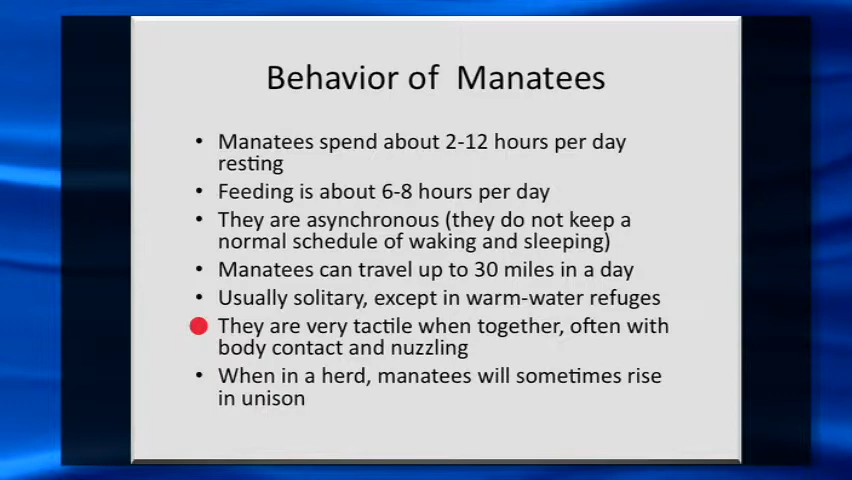 Behavior of  Manatees
• Manatees spend about 2-12 hours per day
resting
• Feeding is about 6-8 hours per day
• They are asynchronous (they do not keep a
normal schedule of waking and sleeping)
• Manatees can travel up to 30 miles in a day
• Usually solitary, except in warm-water refuges
They are very tactile when together, often with
body contact and nuzzling
• When in a herd, manatees will sometimes rise
in unison